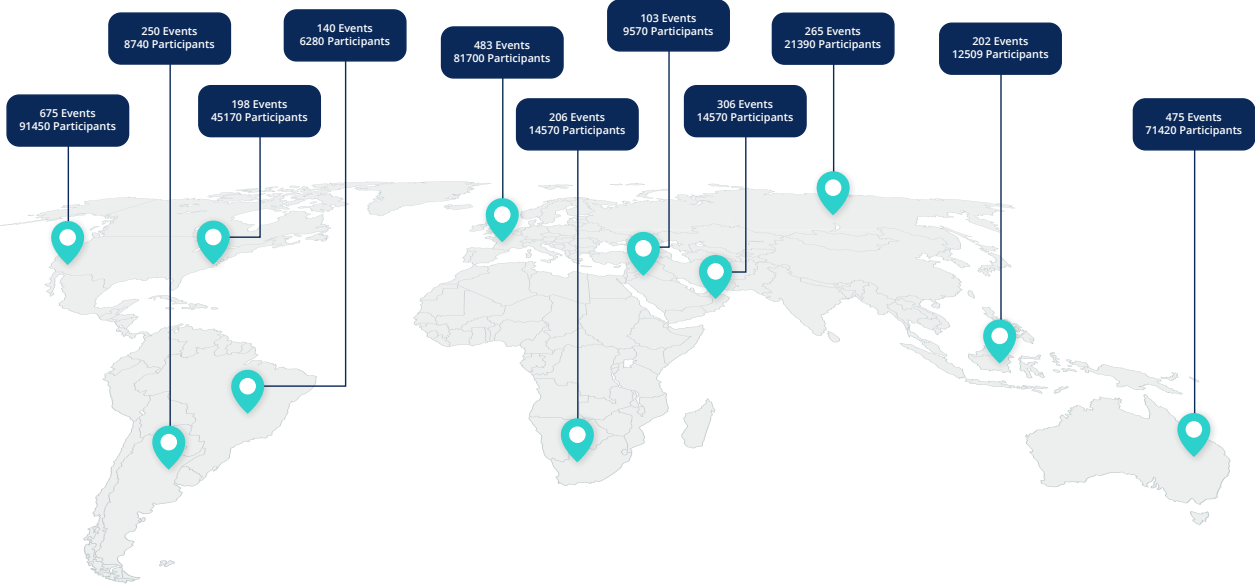 250 Events
8740 Participants
140 Events
6280 Participants
483 Events
81700 Participants
103 Events
9570 Participants
265 Events
21390 Participants
202 Events
12509 Participants
675 Events
91450 Participants
198 Events
45170 Participants
206 Events
14570 Participants
306 Events
14570 Participants
475 Events
71420 Participants